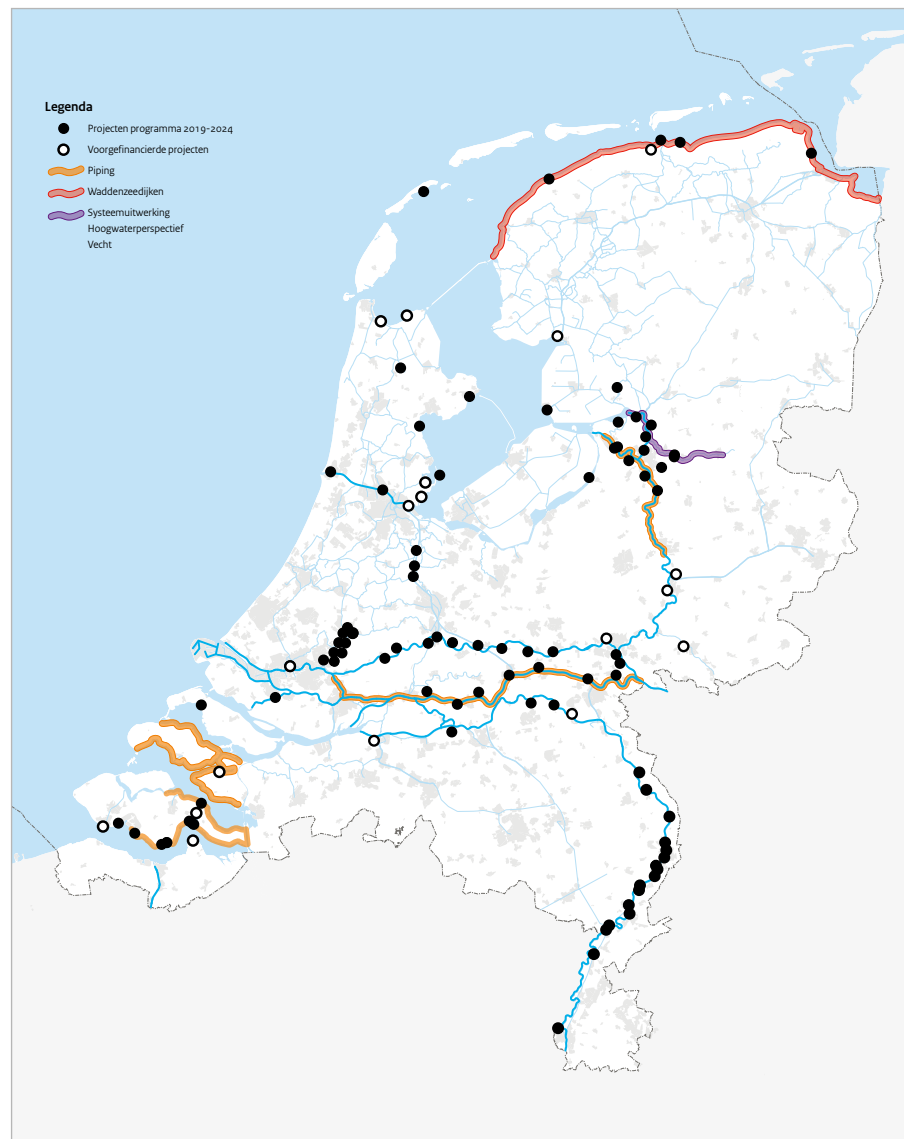 Legenda
Projecten programma 2019-2024
Voorgefinancierde projecten
Piping
Waddenzeedijken
Systeemuitwerking
Hoogwaterperspectief
Vecht